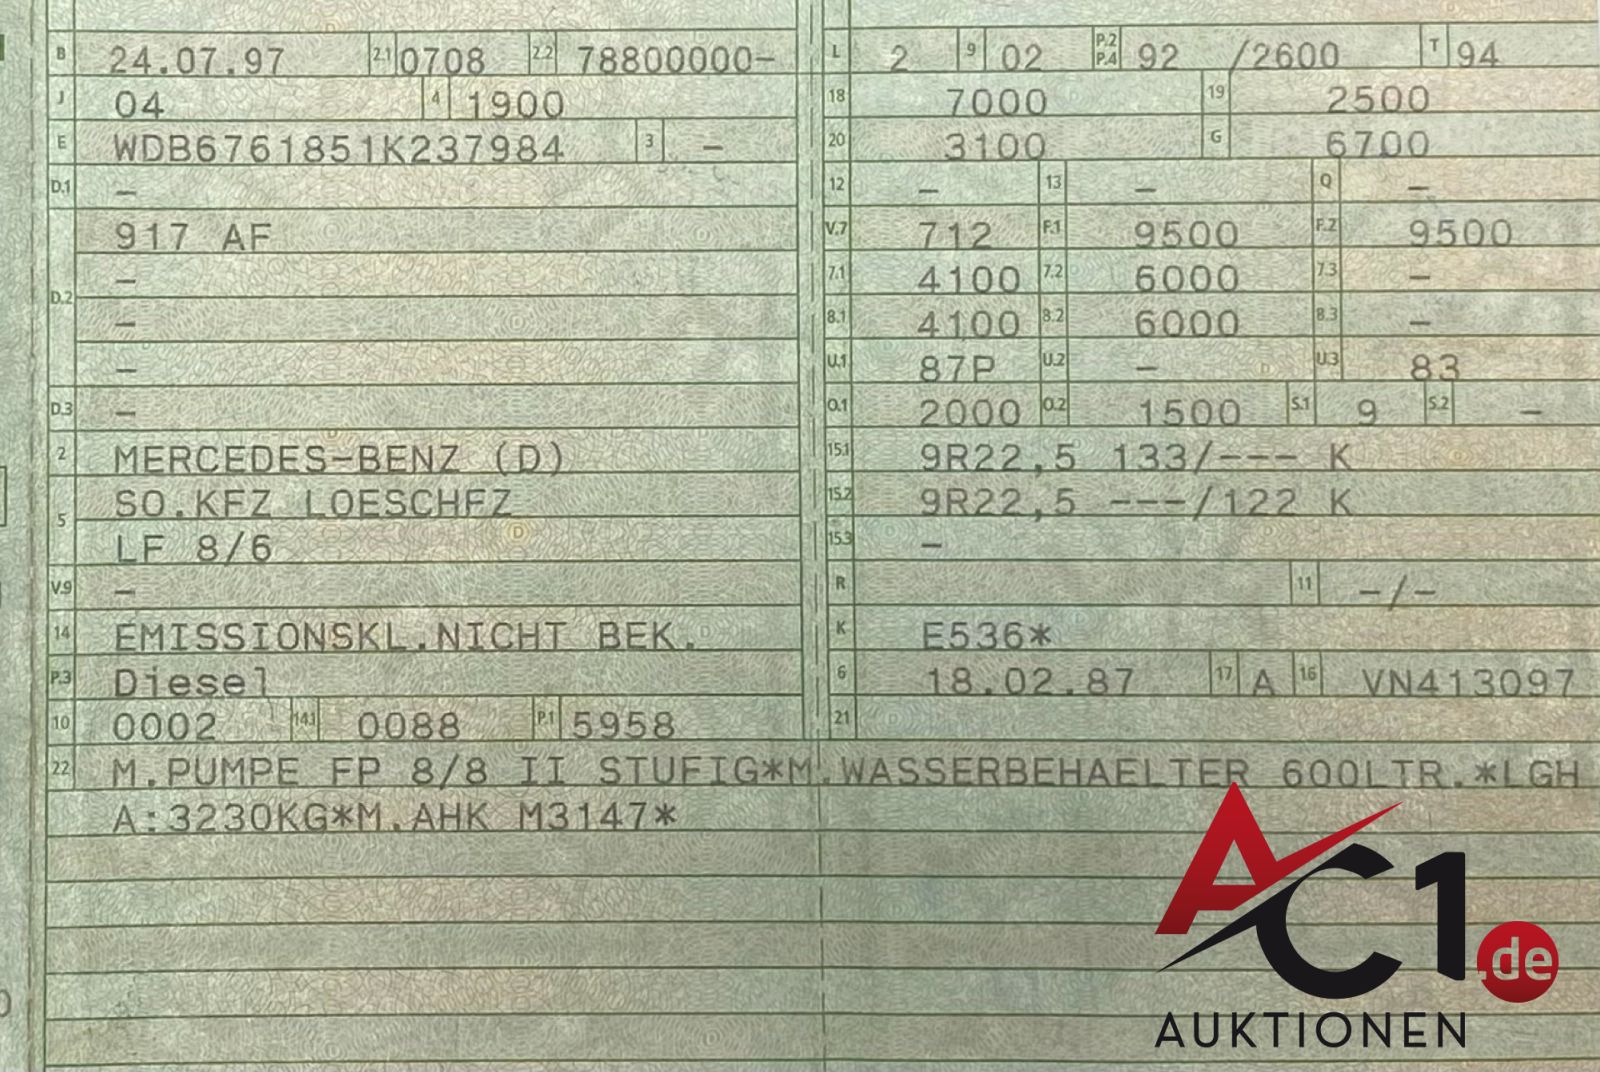 B 24.07.97 2.1 0708 2.2 78800000-
J 04 4 1900
E WDB6761851K237984 3 –
D.1 –
917 AF
–
D.2
–
–
D.3 –
2 MERCEDES-BENZ (D)
5 SO.KFZ LOESCHFZ
LF 8/6
V.9 –
14 EMISSIONSKL.NICHT BEK.
P.3 Diesel
10 0002 14.1 0088 P.1 5958
L 2 9 02 P.2 P.4 92 /2600 T 94
18 7000 19 2500
20 3100 G 6700
12 – 13 – Q –
V.7 712 F.1 9500 F.2 9500
7.1 4100 7.2 6000 7.3 –
8.1 4100 8.2 6000 8.3 –
U.1 87P U.2 – U.3 83
O.1 2000 O.2 1500 S.1 9 S.2 –
15.1 9R22,5 133/--- K
15.2 9R22,5 ---/122 K
15.3 –
R 11 -/-
K E536*
6 18.02.87 17 A 16 VN413097
21
22 M.PUMPE FP 8/8 II STUFIG*M.WASSERBEHAELTER 600LTR.*LGH
A:3230KG*M.AHK M3147*
AC1.de
AUKTIONEN